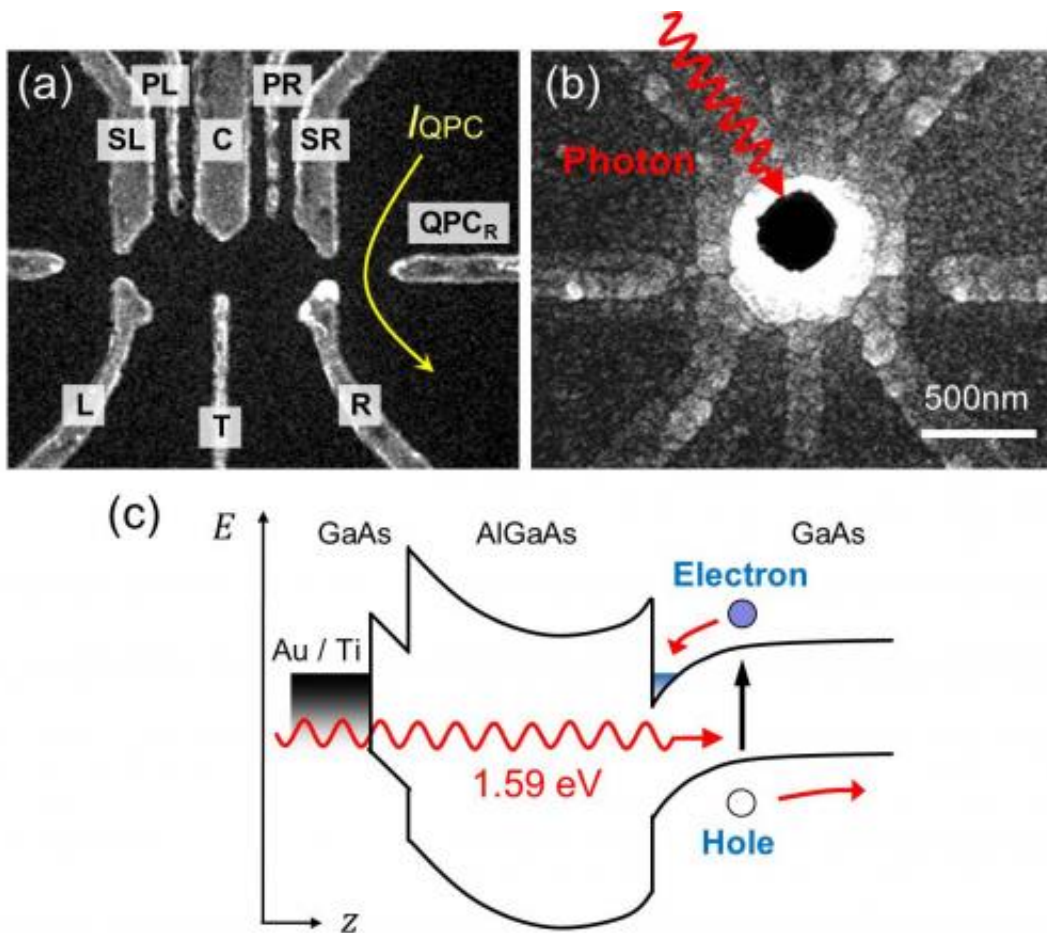 (a)
PL
PR
SL
C
SR
IQPC
QPCR
L
T
R
(b)
Photon
500nm
(c)
E
GaAs
AlGaAs
GaAs
Electron
Au / Ti
1.59 eV
Hole
z